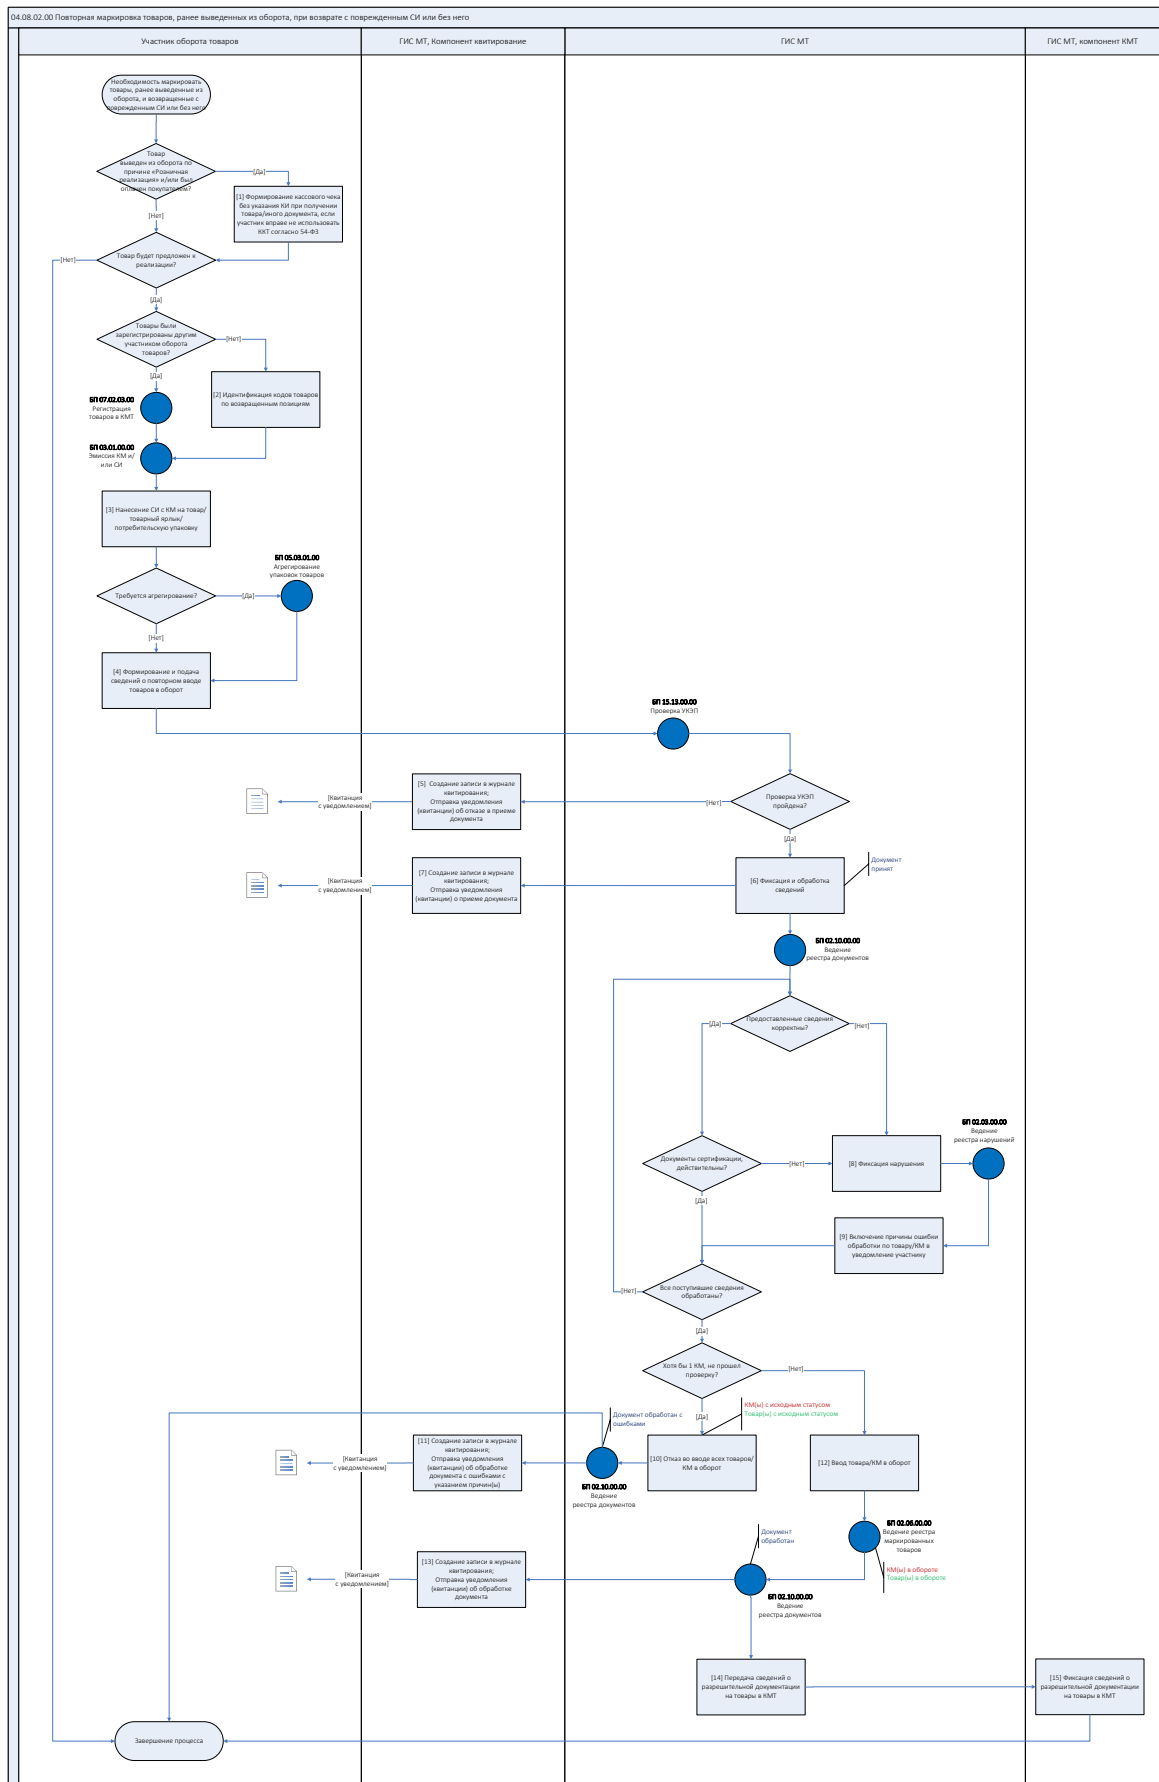 04.08.02.00 Повторная маркировка товаров, ранее выведенных из оборота, при возврате с поврежденным СИ или без него
Участник оборота товаров
ГИС МТ, Компонент квитирование
ГИС МТ
ГИС МТ, компонент КМТ
Необходимость маркировать
товары, ранее выведенные из
оборота, и возвращенные с
поврежденным СИ или без него
Товар
выведен из оборота по
причине «Розничная
реализация» и/или был
оплачен покупателем?
[Да]
[1] Формирование кассового чека
без указания КИ при получении
товара/иного документа, если
участник вправе не использовать
ККТ согласно 54-ФЗ
[Нет]
Товар будет предложен к
реализации?
[Нет]
[Да]
Товары были
зарегистрированы другим
участником оборота
товаров?
[Нет]
[Да]
[2] Идентификация кодов товаров
по возвращенным позициям
БП 07.02.03.00
Регистрация
товаров в КМТ
БП 03.01.00.00
Эмиссия КМ и/
или СИ
[3] Нанесение СИ с КМ на товар/
товарный ярлык/
потребительскую упаковку
БП 05.03.01.00
Агрегирование
упаковок товаров
Требуется агрегирование?
[Да]
[Нет]
[4] Формирование и подача
сведений о повторном вводе
товаров в оборот
БП 15.13.00.00
Проверка УКЭП
Проверка УКЭП
пройдена?
[Нет]
[Да]
[5] Создание записи в журнале
квитирования;
Отправка уведомления
(квитанции) об отказе в приеме
документа
[Квитанция
с уведомлением]
[6] Фиксация и обработка
сведений
Документ
принят
[7] Создание записи в журнале
квитирования;
Отправка уведомления
(квитанции) о приеме документа
[Квитанция
с уведомлением]
БП 02.10.00.00
Ведение
реестра документов
Предоставленные сведения
корректны?
[Да]
[Нет]
БП 02.03.00.00
Ведение
реестра нарушений
Документы сертификации,
действительны?
[Нет]
[8] Фиксация нарушения
[Да]
[9] Включение причины ошибки
обработки по товару/КМ в
уведомление участнику
Все поступившие сведения
обработаны?
[Нет]
[Да]
Хотя бы 1 КМ, не прошел
проверку?
[Нет]
[Да]
КМ(ы) с исходным статусом
Товар(ы) с исходным статусом
Документ обработан с
ошибками
[10] Отказ во вводе всех товаров/
КМ в оборот
БП 02.10.00.00
Ведение
реестра документов
[11] Создание записи в журнале
квитирования;
Отправка уведомления
(квитанции) об обработке
документа с ошибками с
указанием причин(ы)
[Квитанция
с уведомлением]
[12] Ввод товара/КМ в оборот
БП 02.06.00.00
Ведение реестра
маркированных
товаров
КМ(ы) в обороте
Товар(ы) в обороте
Документ
обработан
БП 02.10.00.00
Ведение
реестра документов
[13] Создание записи в журнале
квитирования;
Отправка уведомления
(квитанции) об обработке
документа
[Квитанция
с уведомлением]
[14] Передача сведений о
разрешительной документации
на товары в КМТ
[15] Фиксация сведений о
разрешительной документации
на товары в КМТ
Завершение процесса